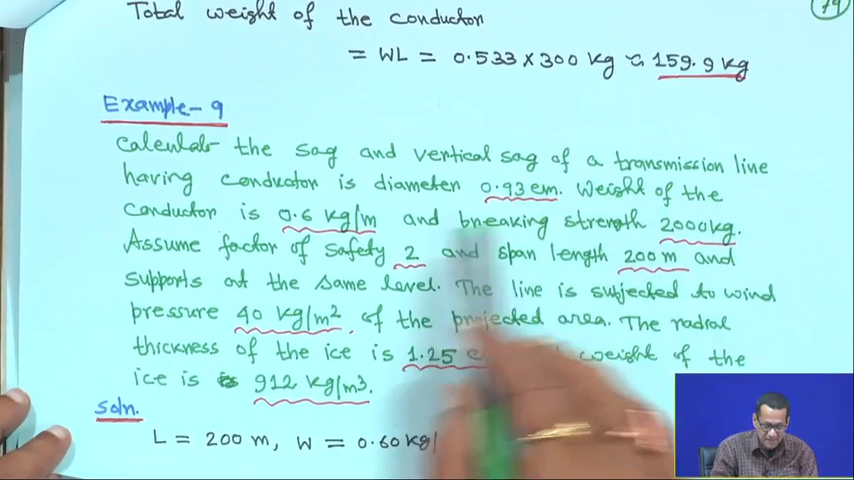 79
Total weight of the conductor
= WL = 0.533 × 300 kg ≃ 159.9 kg
Example-9
Calculate the sag and vertical sag of a transmission line
having conductor is diameter 0.93 cm. Weight of the
conductor is 0.6 kg/m and breaking strength 2000kg.
Assume factor of safety 2 and span length 200 m and
supports at the same level. The line is subjected to wind
pressure 40 kg/m², of the projected area. The radial
thickness of the ice is 1.25 weight of the
ice is 912 kg/m³.
Soln.
L = 200 m, W = 0.60 kg/